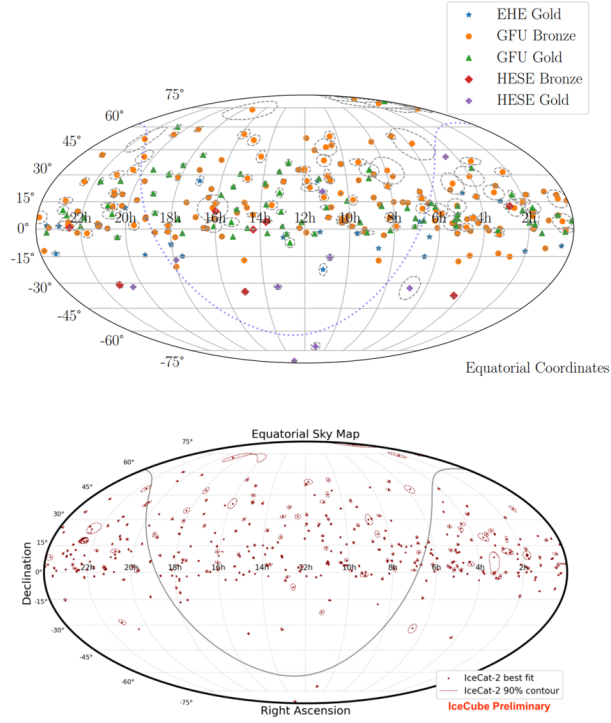 EHE Gold
GFU Bronze
GFU Gold
HESE Bronze
HESE Gold
75°
60°
45°
30°
15°
0°
-15°
-30°
-45°
-60°
-75°
22h 20h 18h 16h 14h 12h 10h 8h 6h 4h 2h
Equatorial Coordinates
Equatorial Sky Map
75°
60°
45°
30°
15°
0°
-15°
-30°
-45°
-60°
-75°
22h 20h 18h 16h 14h 12h 10h 8h 6h 4h 2h
Declination
Right Ascension
IceCat-2 best fit
IceCat-2 90% contour
IceCube Preliminary